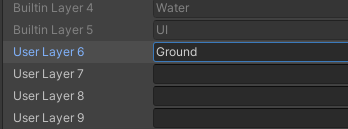 Builtin Layer 4 Water
Builtin Layer 5 UI
User Layer 6 Ground
User Layer 7
User Layer 8
User Layer 9